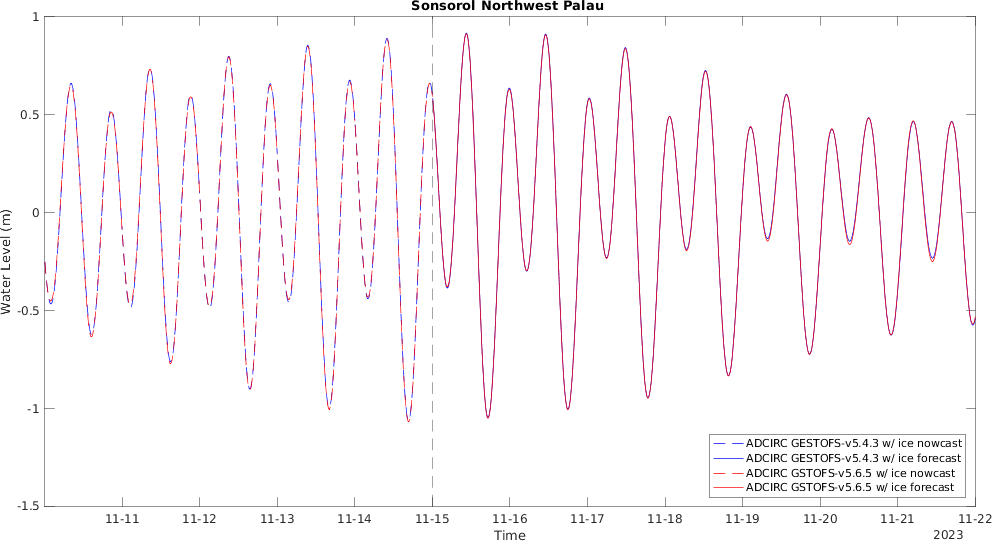 Sonsorol Northwest Palau
1
0.5
0
-0.5
-1
-1.5
Water Level (m)
ADCIRC GESTOFS-v5.4.3 w/ ice nowcast
ADCIRC GESTOFS-v5.4.3 w/ ice forecast
ADCIRC GSTOFS-v5.6.5 w/ ice nowcast
ADCIRC GSTOFS-v5.6.5 w/ ice forecast
11-11 11-12 11-13 11-14 11-15 11-16 11-17 11-18 11-19 11-20 11-21 11-22
Time
2023